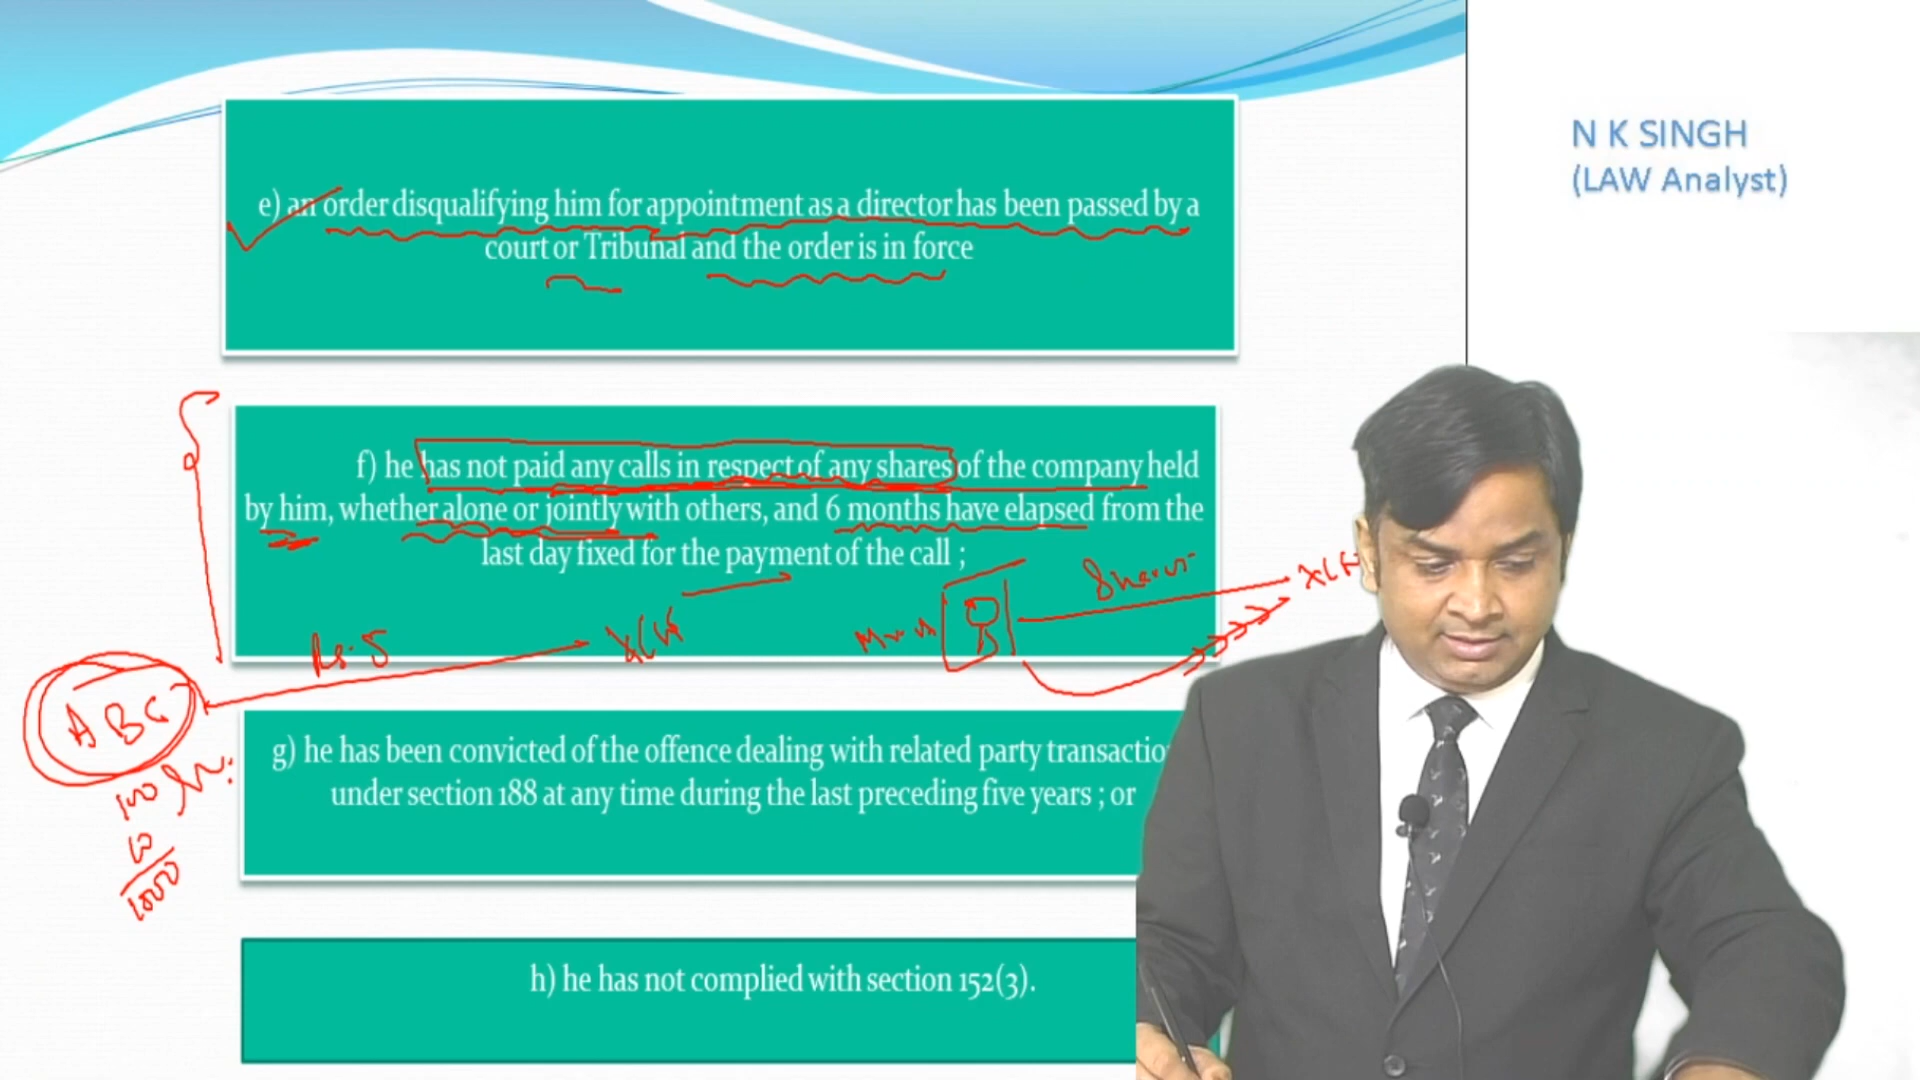 N K SINGH
(LAW Analyst)
e) an order disqualifying him for appointment as a director has been passed by a
court or Tribunal and the order is in force
f) he has not paid any calls in respect of any shares of the company held
by him, whether alone or jointly with others, and 6 months have elapsed from the
last day fixed for the payment of the call ;
Shares
Rs. 5
ABC
g) he has been convicted of the offence dealing with related party transactio
under section 188 at any time during the last preceding five years ; or
100
10
1000
h) he has not complied with section 152(3).